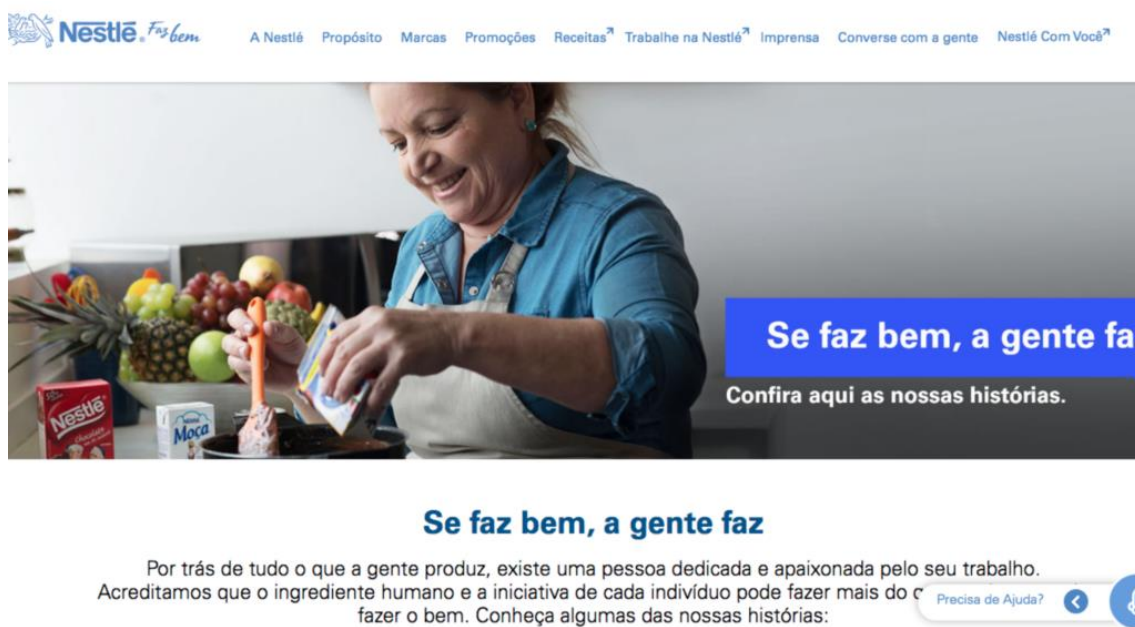 Nestlé. Faz bem
A Nestlé Propósito Marcas Promoções Receitas Trabalhe na Nestlé Imprensa Converse com a gente Nestlé Com Você
Nestlé
Chocolate
Moça
Se faz bem, a gente fa
Confira aqui as nossas histórias.
Se faz bem, a gente faz
Por trás de tudo o que a gente produz, existe uma pessoa dedicada e apaixonada pelo seu trabalho.
Acreditamos que o ingrediente humano e a iniciativa de cada indivíduo pode fazer mais do
fazer o bem. Conheça algumas das nossas histórias:
Precisa de Ajuda?